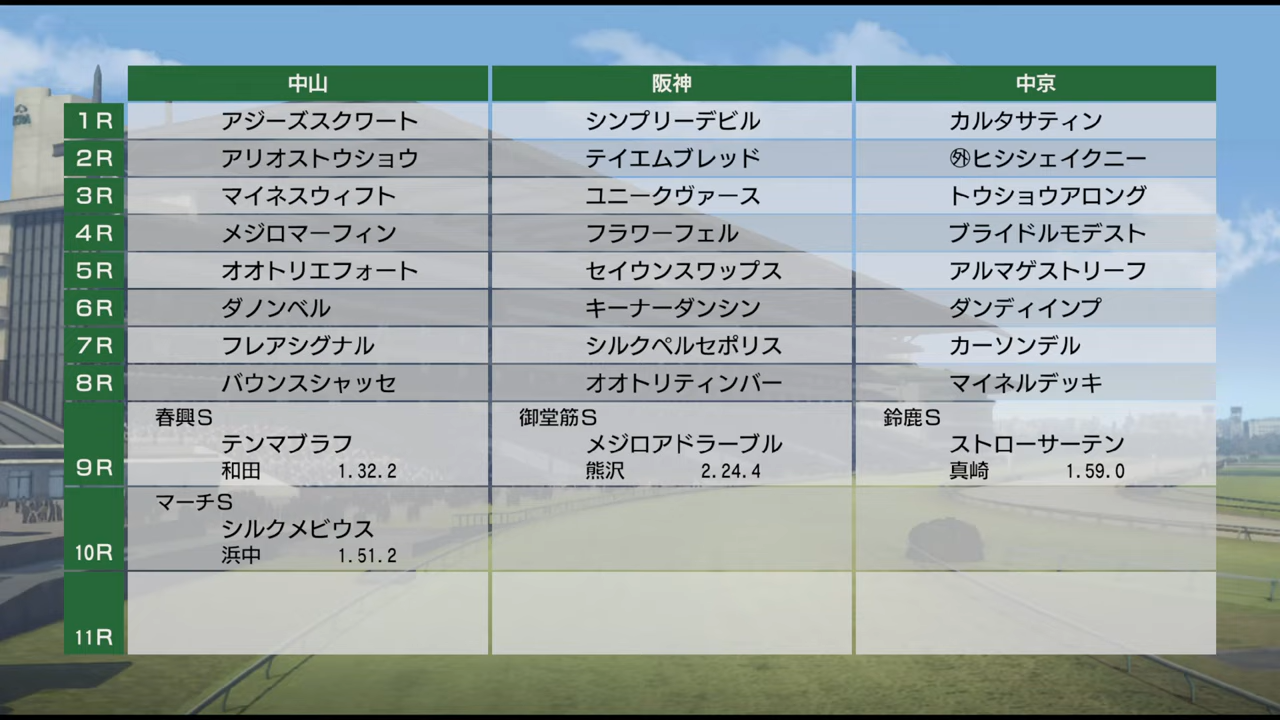 中山 阪神 中京
1R アジーズスクワート シンプリーデビル カルタサティン
2R アリオストウショウ テイエムブレッド ㊕ヒシシェイクニー
3R マイネスウィフト ユニークヴァース トウショウアロング
4R メジロマーフィン フラワーフェル ブライドルモデスト
5R オオトリエフォート セイウンスワップス アルマゲストリーフ
6R ダノンベル キーナーダンシン ダンディインプ
7R フレアシグナル シルクペルセポリス カーソンデル
8R バウンスシャッセ オオトリティンバー マイネルデッキ
春興S 御堂筋S 鈴鹿S
テンマブラフ メジロアドラーブル ストローサーテン
9R 和田 1.32.2 熊沢 2.24.4 真崎 1.59.0
マーチS
シルクメビウス
10R 浜中 1.51.2
11R